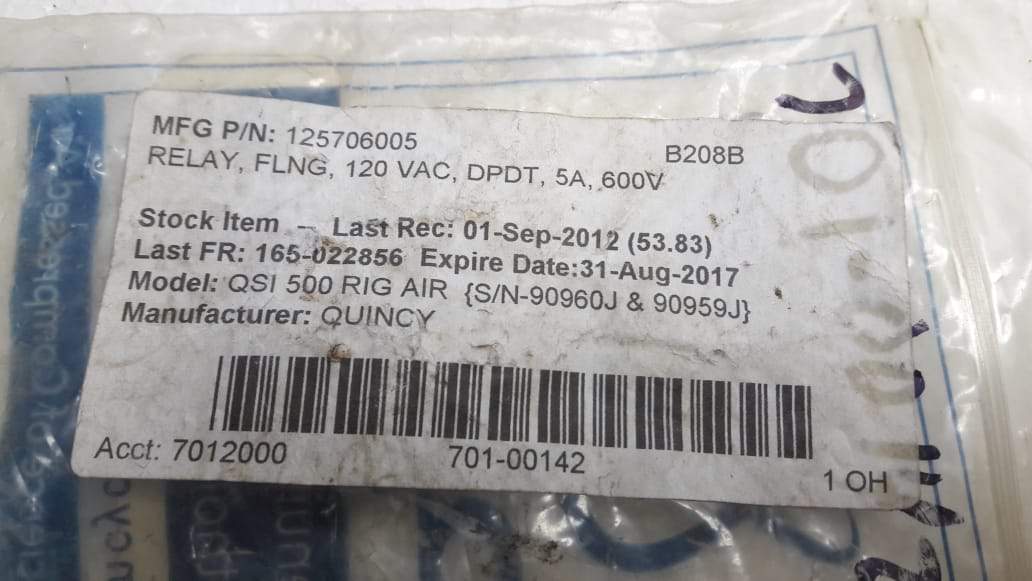 MFG P/N: 125706005 B208B
RELAY, FLNG, 120 VAC, DPDT, 5A, 600V
Stock Item -- Last Rec: 01-Sep-2012 (53.83)
Last FR: 165-022856 Expire Date:31-Aug-2017
Model: QSI 500 RIG AIR {S/N-90960J & 90959J}
Manufacturer: QUINCY
Acct: 7012000 701-00142 1 OH